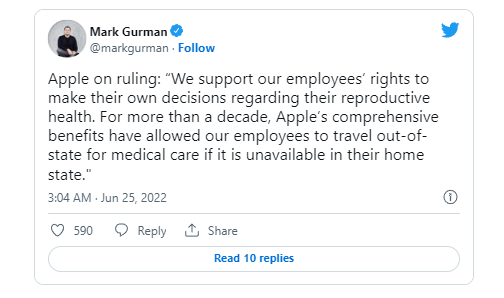 Mark Gurman
@markgurman · Follow
Apple on ruling: “We support our employees’ rights to
make their own decisions regarding their reproductive
health. For more than a decade, Apple’s comprehensive
benefits have allowed our employees to travel out-of-
state for medical care if it is unavailable in their home
state."
3:04 AM · Jun 25, 2022
590 Reply Share
Read 10 replies